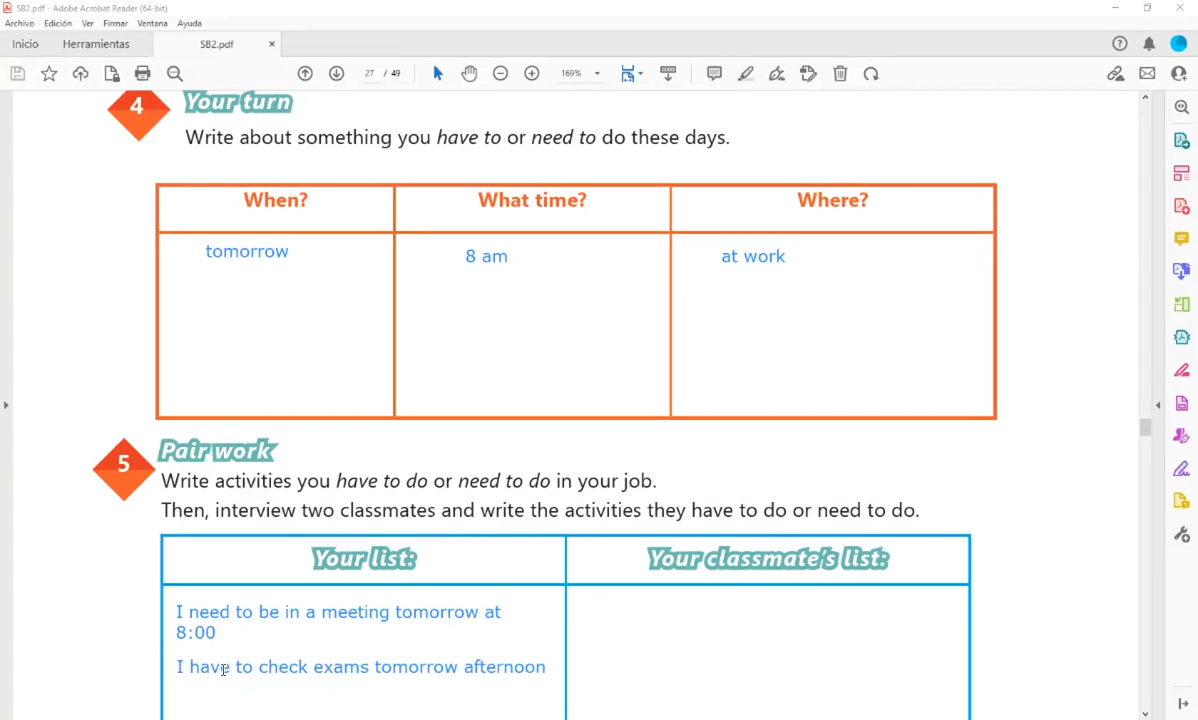 SB2.pdf - Adobe Acrobat Reader (64-bit)
Archivo Edición Ver Firmar Ventana Ayuda
Inicio Herramientas SB2.pdf ×
27 / 49 169%
4 Your turn
Write about something you have to or need to do these days.
When? What time? Where?
tomorrow 8 am at work
5 Pair work
Write activities you have to do or need to do in your job.
Then, interview two classmates and write the activities they have to do or need to do.
Your list: Your classmate's list:
I need to be in a meeting tomorrow at
8:00
I have to check exams tomorrow afternoon